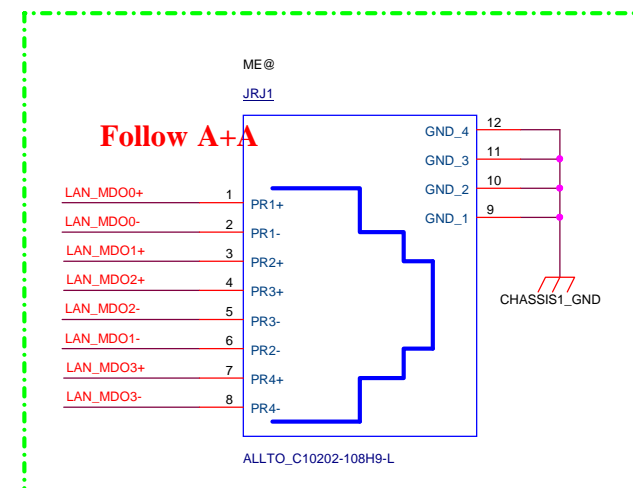 ME@
JRJ1
Follow A+A
GND_4 12
GND_3 11
GND_2 10
GND_1 9
LAN_MDO0+ 1 PR1+
LAN_MDO0- 2 PR1-
LAN_MDO1+ 3 PR2+
LAN_MDO2+ 4 PR3+
LAN_MDO2- 5 PR3-
LAN_MDO1- 6 PR2-
LAN_MDO3+ 7 PR4+
LAN_MDO3- 8 PR4-
CHASSIS1_GND
ALLTO_C10202-108H9-L